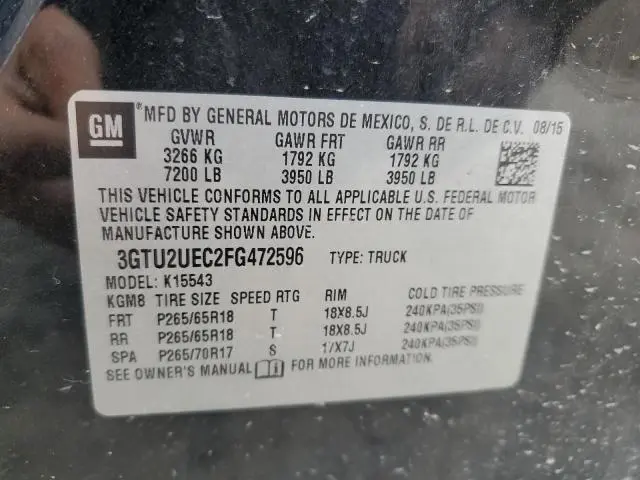 GM
®MFD BY GENERAL MOTORS DE MEXICO, S. DE R.L. DE C.V. 08/15
GVWR GAWR FRT GAWR RR
3266 KG 1792 KG 1792 KG
7200 LB 3950 LB 3950 LB
THIS VEHICLE CONFORMS TO ALL APPLICABLE U.S. FEDERAL MOTOR
VEHICLE SAFETY STANDARDS IN EFFECT ON THE DATE OF
MANUFACTURE SHOWN ABOVE.
3GTU2UEC2FG472596 TYPE: TRUCK
MODEL: K15543
KGM8 TIRE SIZE SPEED RTG RIM COLD TIRE PRESSURE
FRT P265/65R18 T 18X8.5J 240KPA(35PSI)
RR P265/65R18 T 18X8.5J 240KPA(35PSI)
SPA P265/70R17 S 17X7J 240KPA(35PSI)
SEE OWNER'S MANUAL FOR MORE INFORMATION.